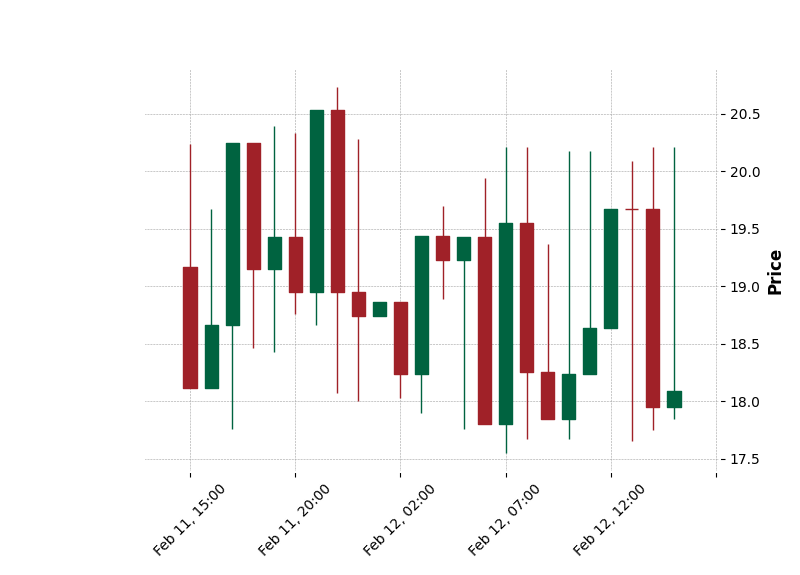 20.5
20.0
19.5
19.0
18.5
18.0
17.5
Price
Feb 11, 15:00
Feb 11, 20:00
Feb 12, 02:00
Feb 12, 07:00
Feb 12, 12:00